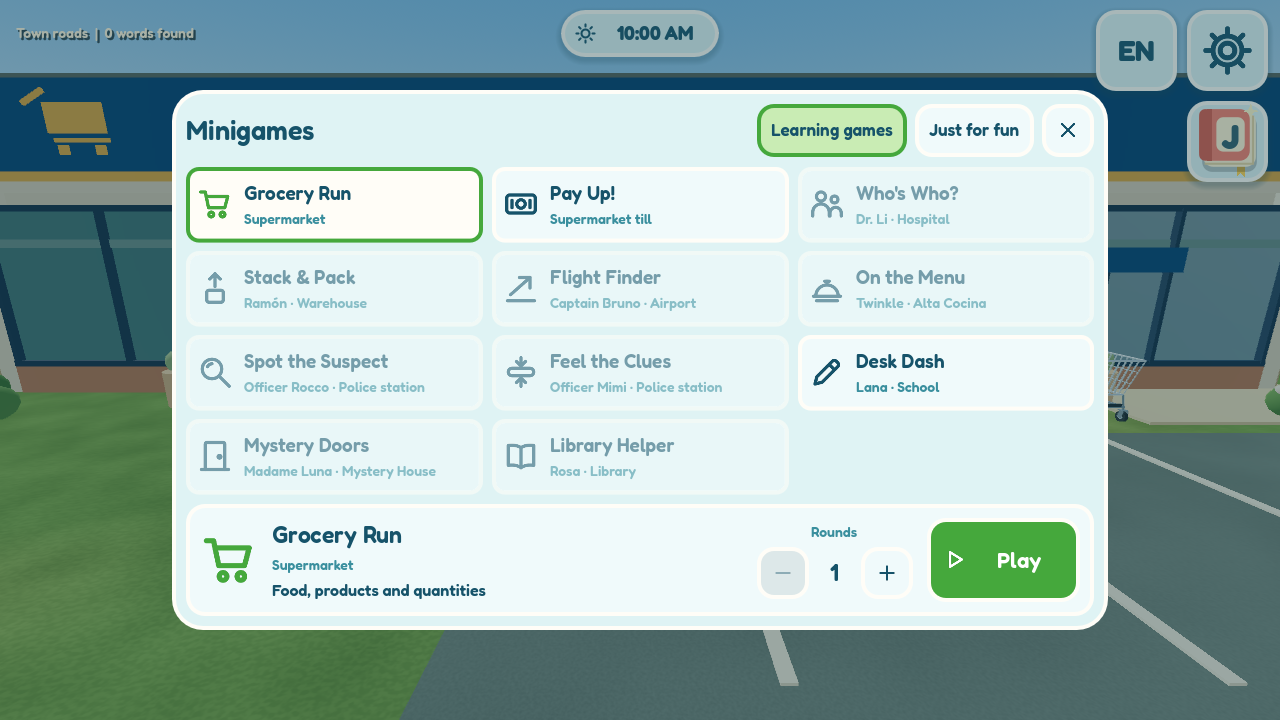 Town roads | 0 words found
10:00 AM
EN
J
Minigames
Learning games
Just for fun
Grocery Run
Supermarket
Pay Up!
Supermarket till
Who's Who?
Dr. Li · Hospital
Stack & Pack
Ramón · Warehouse
Flight Finder
Captain Bruno · Airport
On the Menu
Twinkle · Alta Cocina
Spot the Suspect
Officer Rocco · Police station
Feel the Clues
Officer Mimi · Police station
Desk Dash
Lana · School
Mystery Doors
Madame Luna · Mystery House
Library Helper
Rosa · Library
Grocery Run
Supermarket
Food, products and quantities
Rounds
1
Play